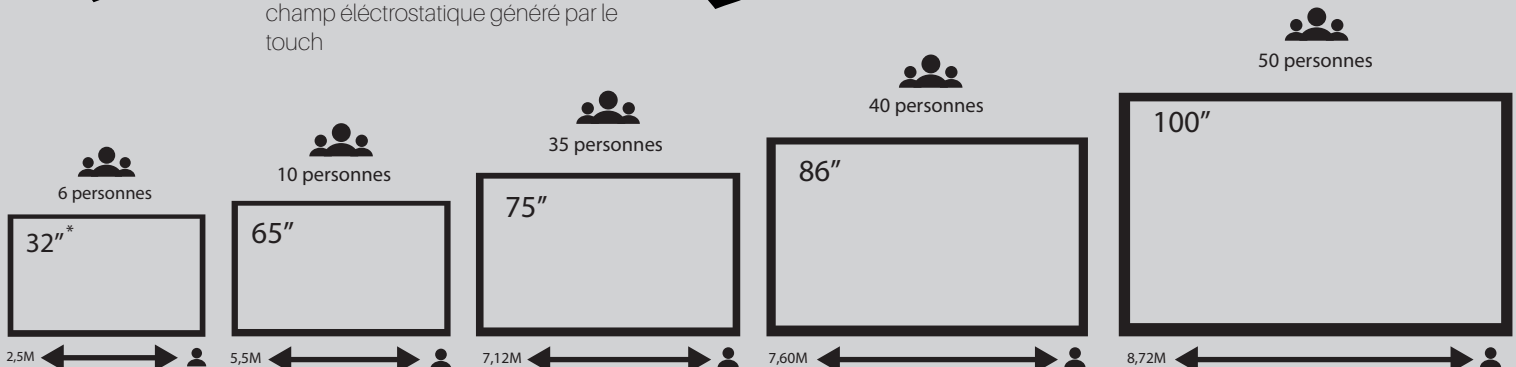 champ éléctrostatique généré par le
touch
6 personnes
32″*
2,5M
10 personnes
65″
5,5M
35 personnes
75″
7,12M
40 personnes
86″
7,60M
50 personnes
100″
8,72M